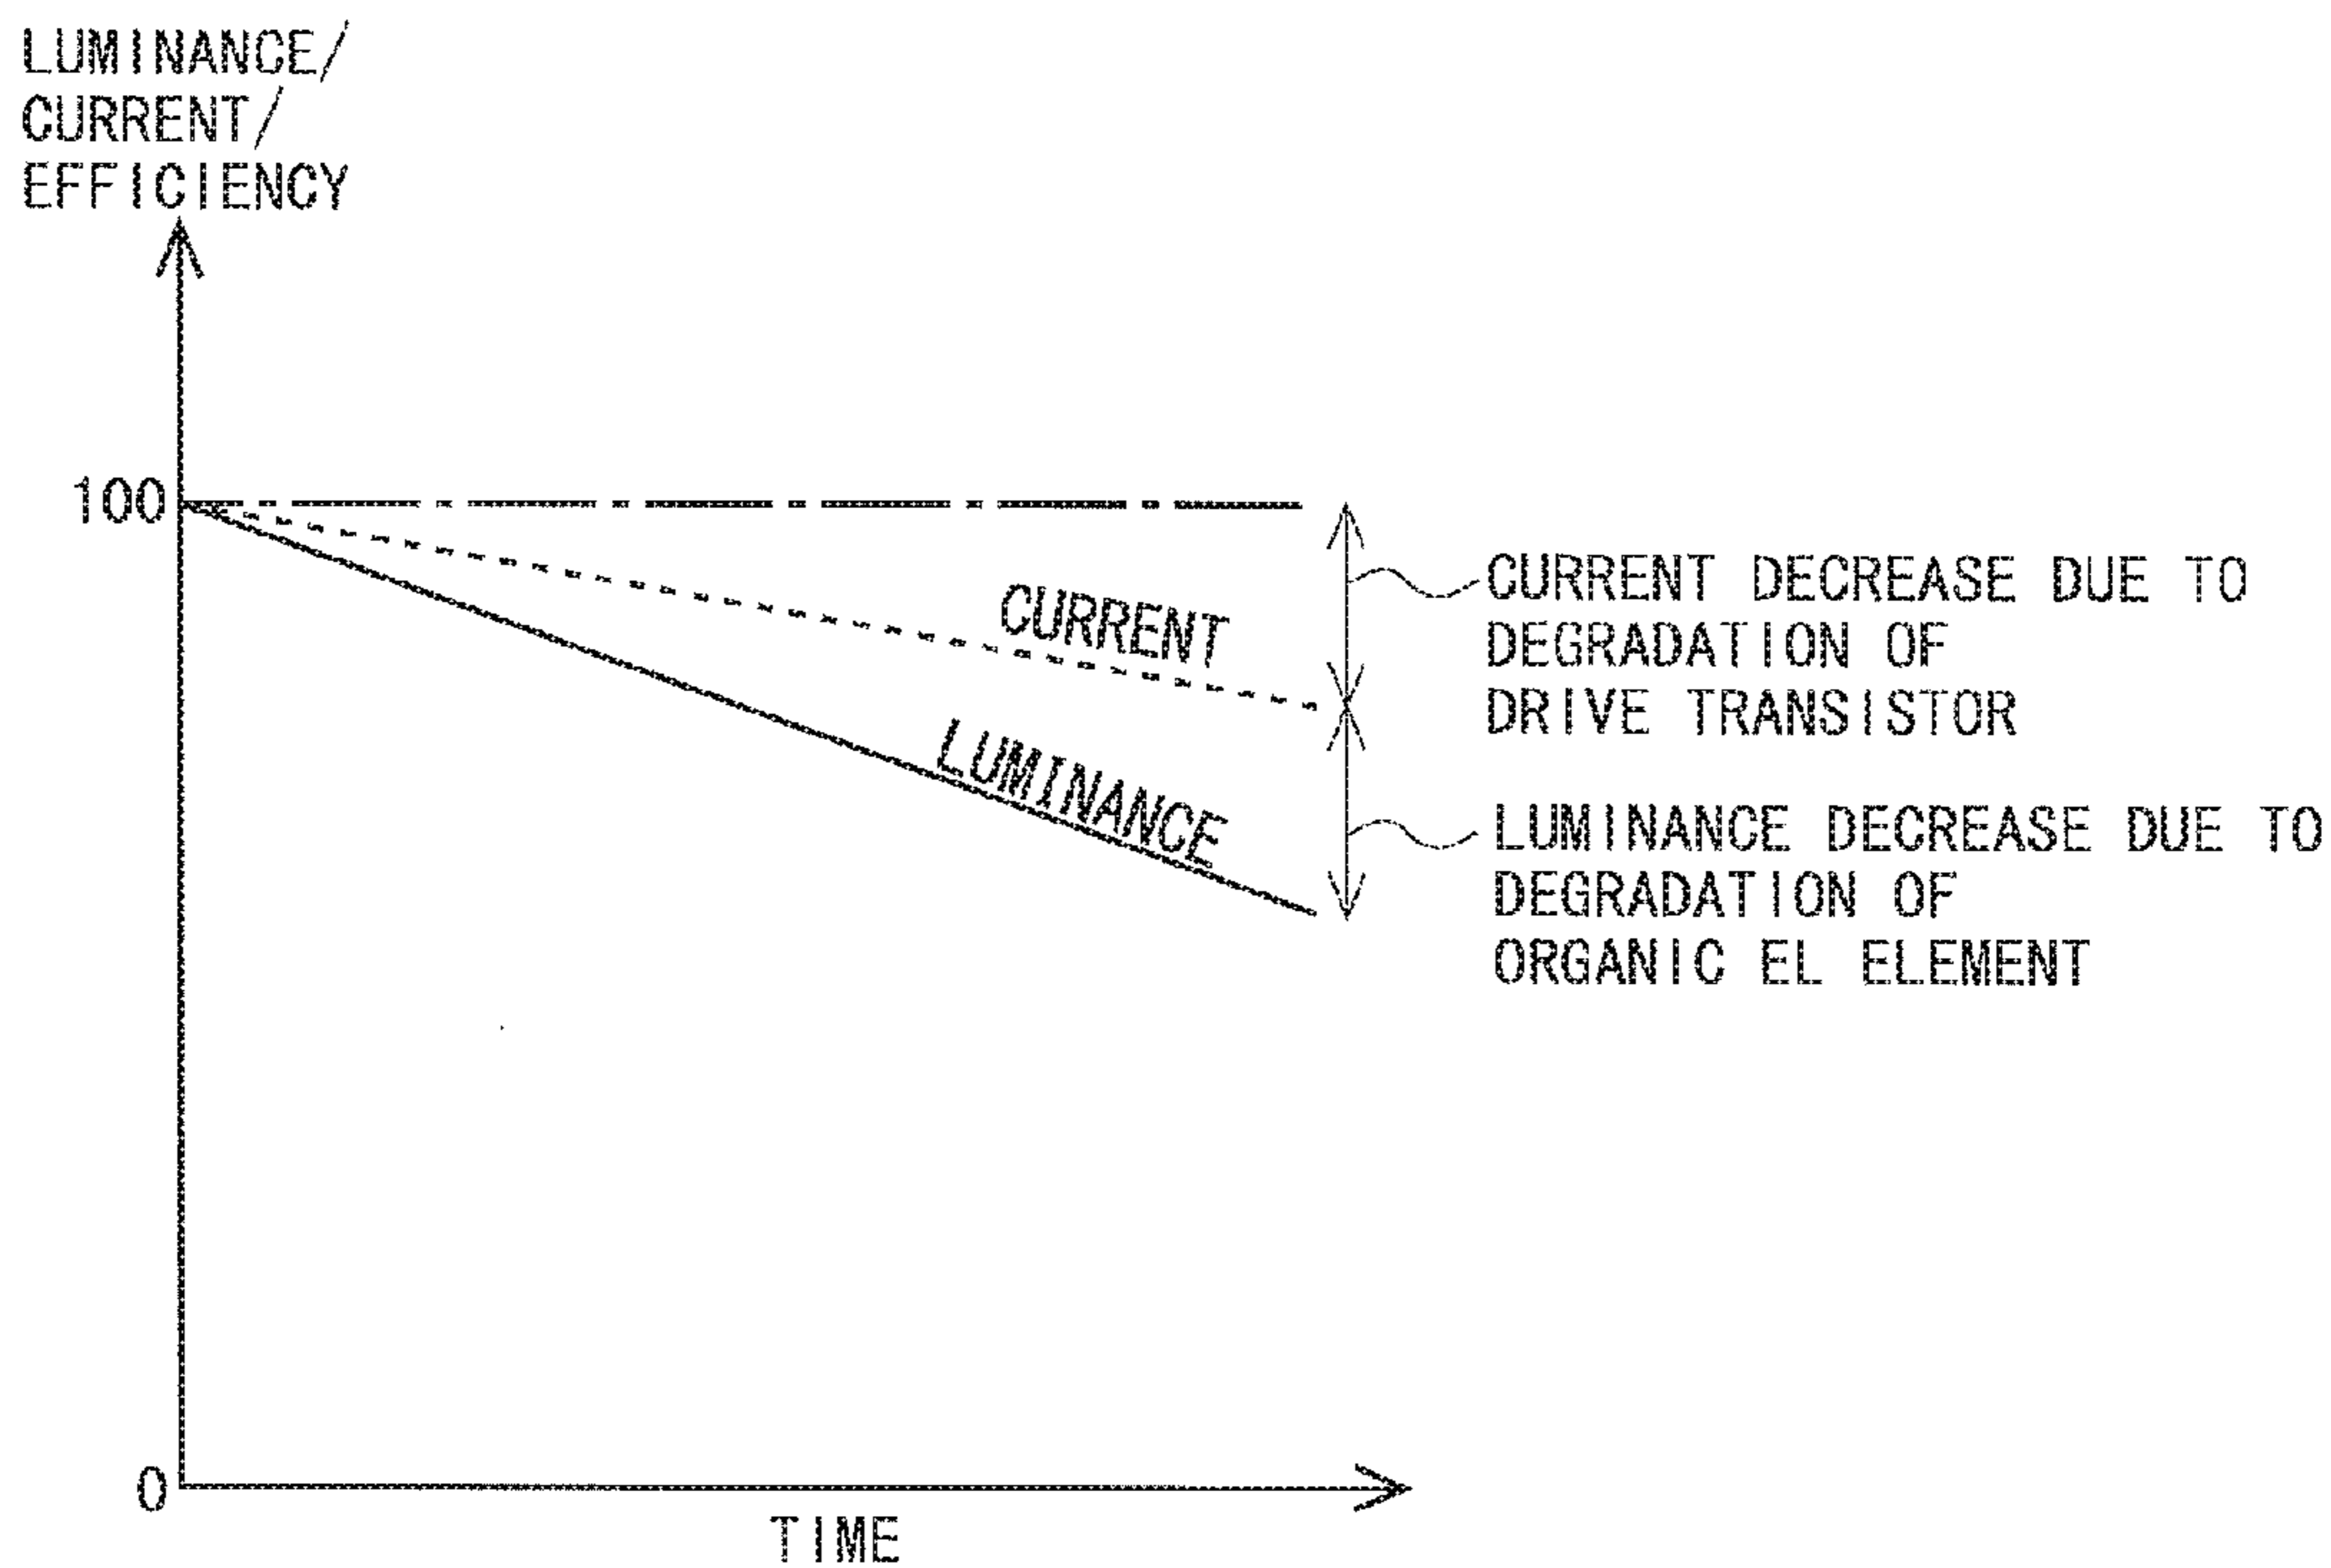 LUMINANCE/
CURRENT/
EFFICIENCY
100
CURRENT
LUMINANCE
CURRENT DECREASE DUE TO
DEGRADATION OF
DRIVE TRANSISTOR
LUMINANCE DECREASE DUE TO
DEGRADATION OF
ORGANIC EL ELEMENT
0
TIME